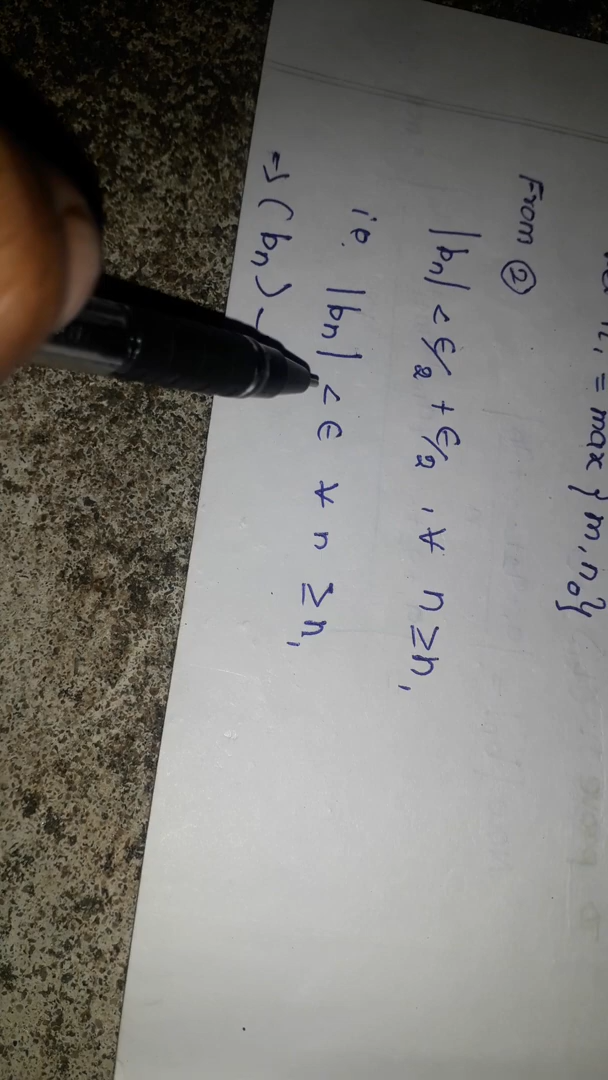 n₁ = max { m, n₀ }
From ②
|bn| < ϵ/2 + ϵ/2 , ∀ n ≥ n₁
i.e. |bn| < ϵ ∀ n ≥ n₁
⇒ ( bn )